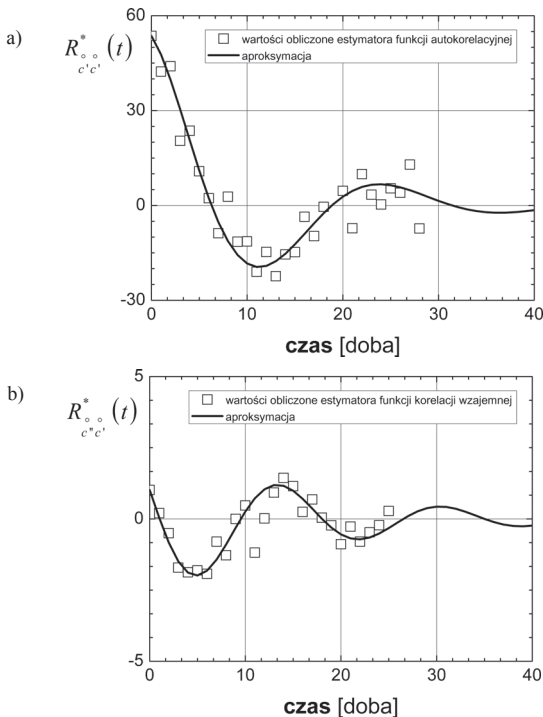 a)
R*c'c'(t)
60
30
0
-30
□ wartości obliczone estymatora funkcji autokorelacyjnej
aproksymacja
0 10 20 30 40
czas [doba]
b)
R*c"c'(t)
5
0
-5
□ wartości obliczone estymatora funkcji korelacji wzajemnej
aproksymacja
0 10 20 30 40
czas [doba]